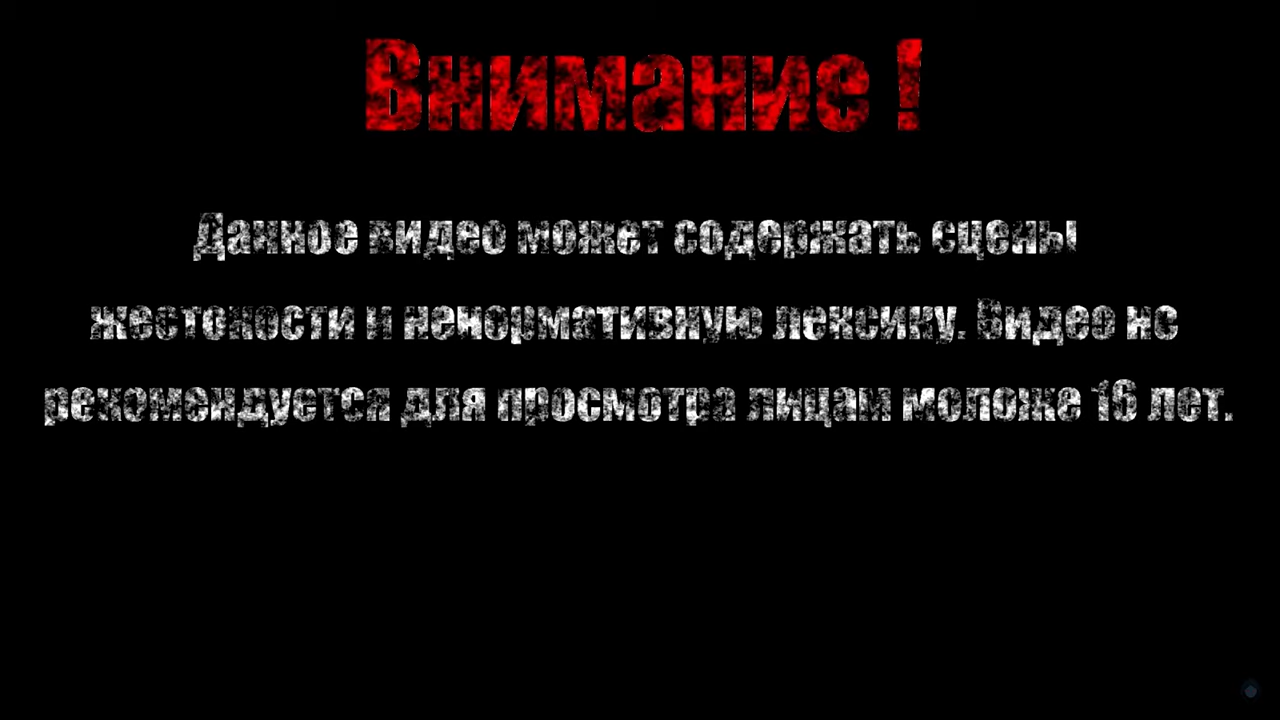 Внимание !
Данное видео может содержать сцены
жестокости и ненормативную лексику. Видео не
рекомендуется для просмотра лицам моложе 16 лет.